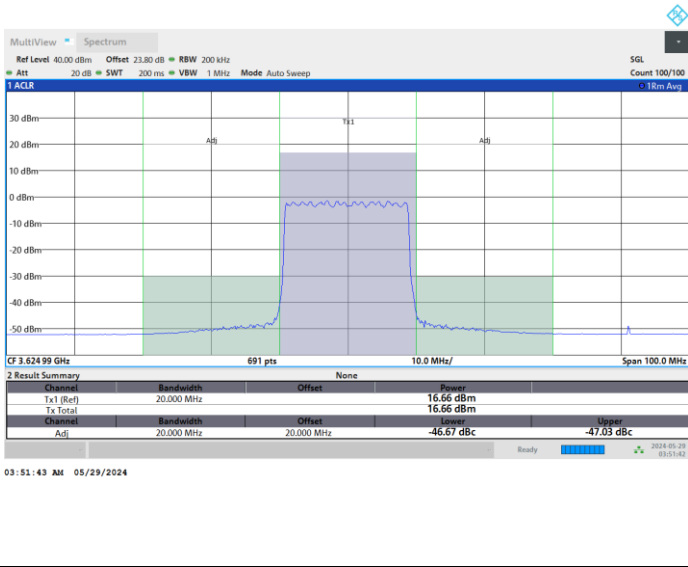 MultiView Spectrum
Ref Level 40.00 dBm Offset 23.80 dB RBW 200 kHz SGL
Att 20 dB SWT 200 ms VBW 1 MHz Mode Auto Sweep Count 100/100
1 ACLR 1Rm Avg
Tx1
Adj Adj
30 dBm
20 dBm
10 dBm
0 dBm
-10 dBm
-20 dBm
-30 dBm
-40 dBm
-50 dBm
CF 3.624 99 GHz 691 pts 10.0 MHz/ Span 100.0 MHz
2 Result Summary None
Channel Bandwidth Offset Power
Tx1 (Ref) 20.000 MHz 16.66 dBm
Tx Total 16.66 dBm
Channel Bandwidth Offset Lower Upper
Adj 20.000 MHz 20.000 MHz -46.67 dBc -47.03 dBc
Ready 2024-05-29
03:51:42
03:51:43 AM 05/29/2024